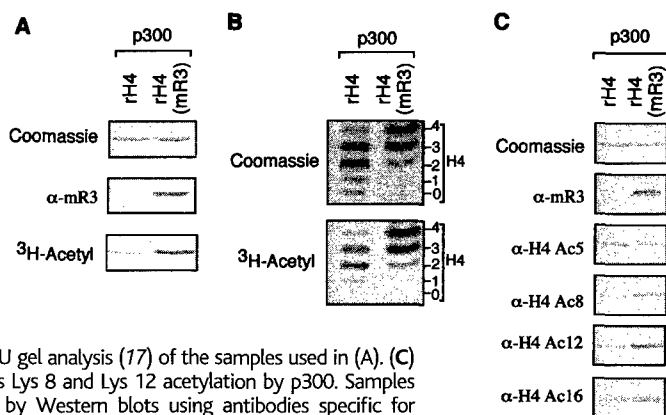 A
p300
rH4
rH4 (mR3)
Coomassie
α-mR3
³H-Acetyl
B
p300
rH4
rH4 (mR3)
Coomassie
4
3
2
1
0
H4
³H-Acetyl
4
3
2
1
0
H4
C
p300
rH4
rH4 (mR3)
Coomassie
α-mR3
α-H4 Ac5
α-H4 Ac8
α-H4 Ac12
α-H4 Ac16
U gel analysis (17) of the samples used in (A). (C)
s Lys 8 and Lys 12 acetylation by p300. Samples
by Western blots using antibodies specific for